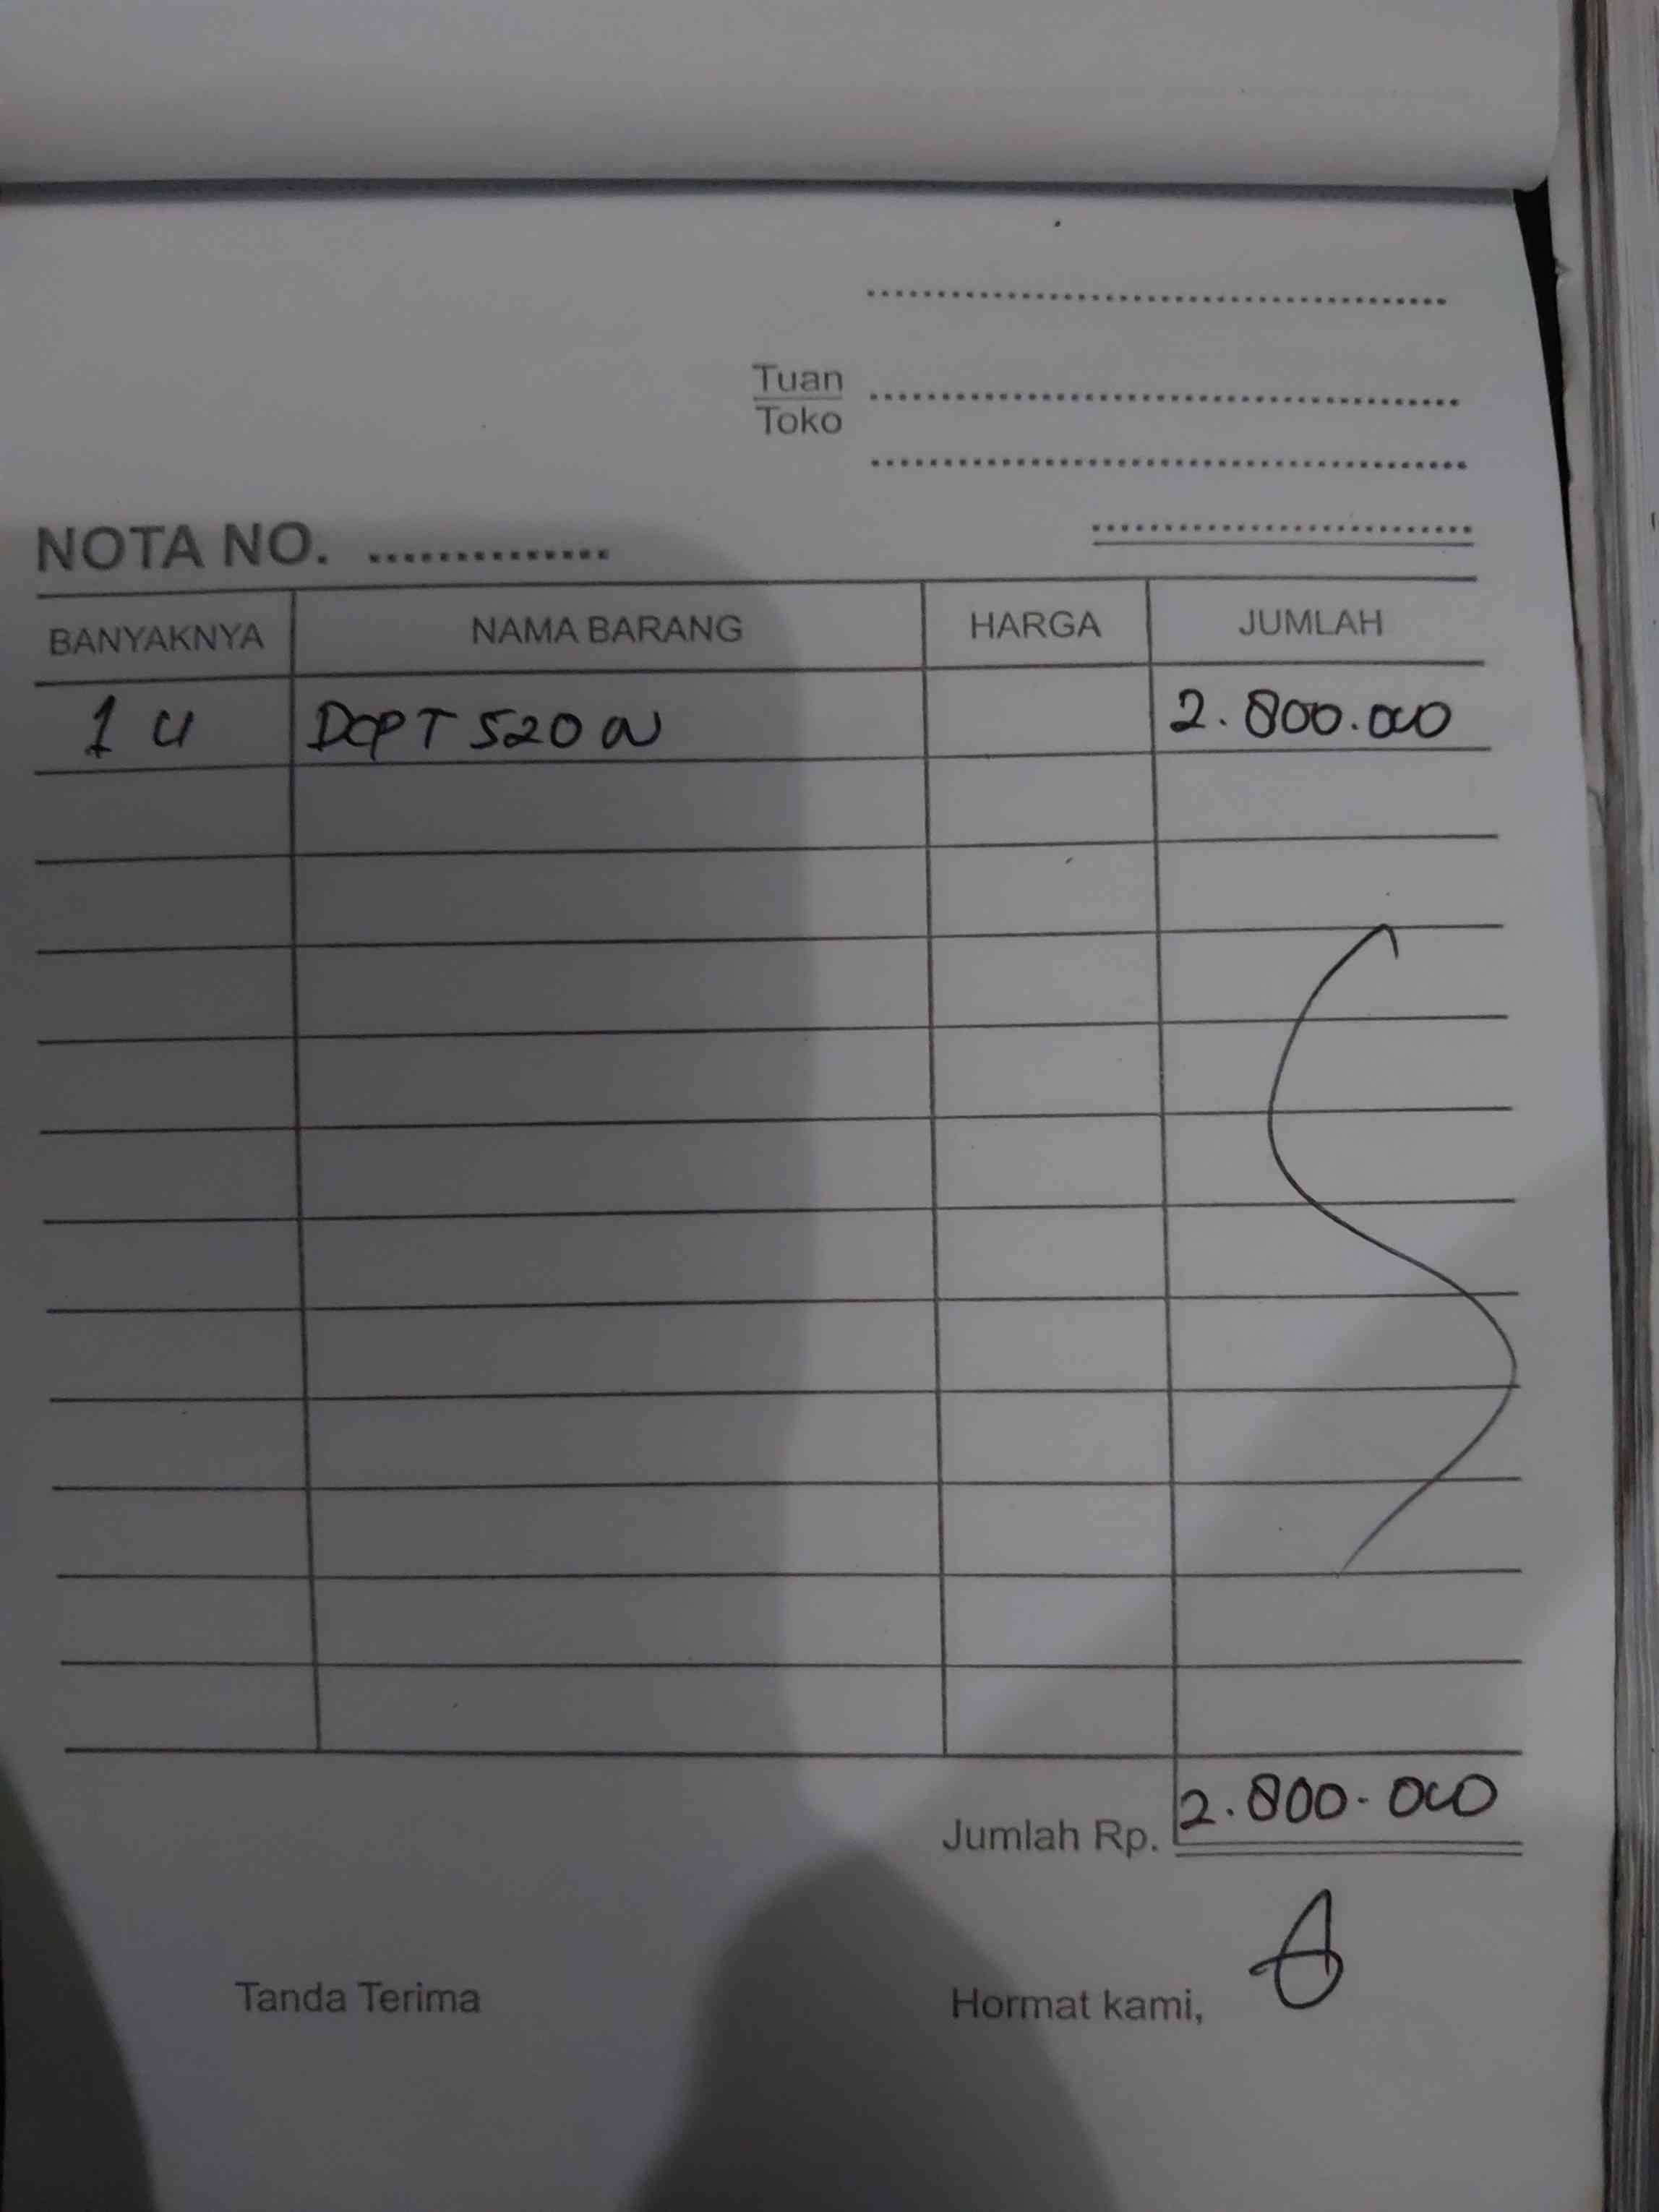 Tuan
Toko
NOTA NO. ..............
BANYAKNYA NAMA BARANG HARGA JUMLAH
1 U DCP T 520 W 2.800.000
Jumlah Rp. 2.800.000
Tanda Terima Hormat kami,